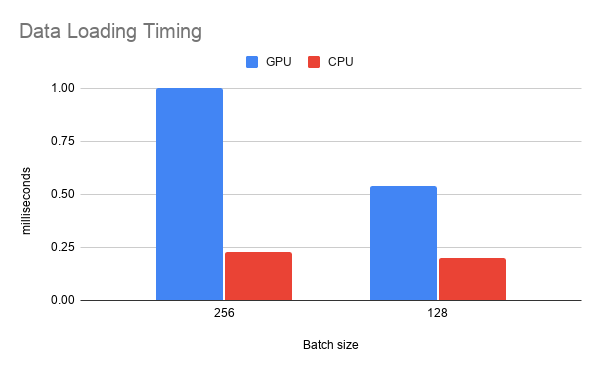 Data Loading Timing
GPU CPU
1.00
0.75
0.50
0.25
0.00
milliseconds
256 128
Batch size